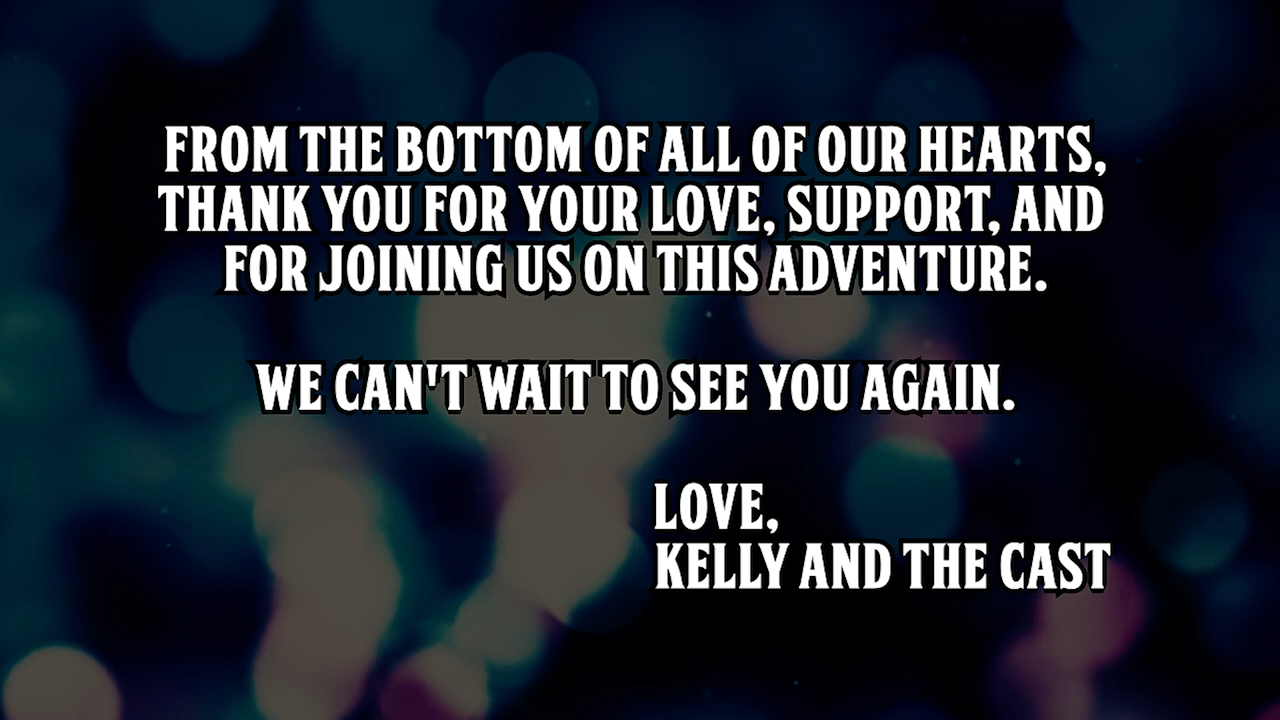 FROM THE BOTTOM OF ALL OF OUR HEARTS,
THANK YOU FOR YOUR LOVE, SUPPORT, AND
FOR JOINING US ON THIS ADVENTURE.
WE CAN'T WAIT TO SEE YOU AGAIN.
LOVE,
KELLY AND THE CAST